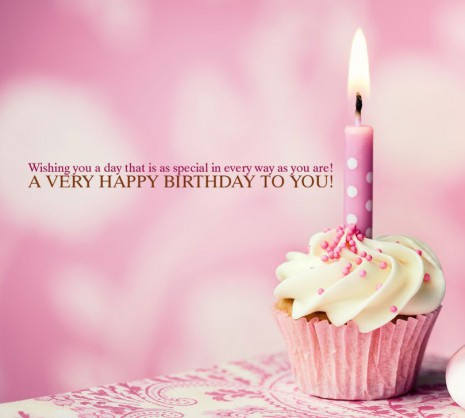 Wishing you a day that is as special in every way as you are!
A VERY HAPPY BIRTHDAY TO YOU!